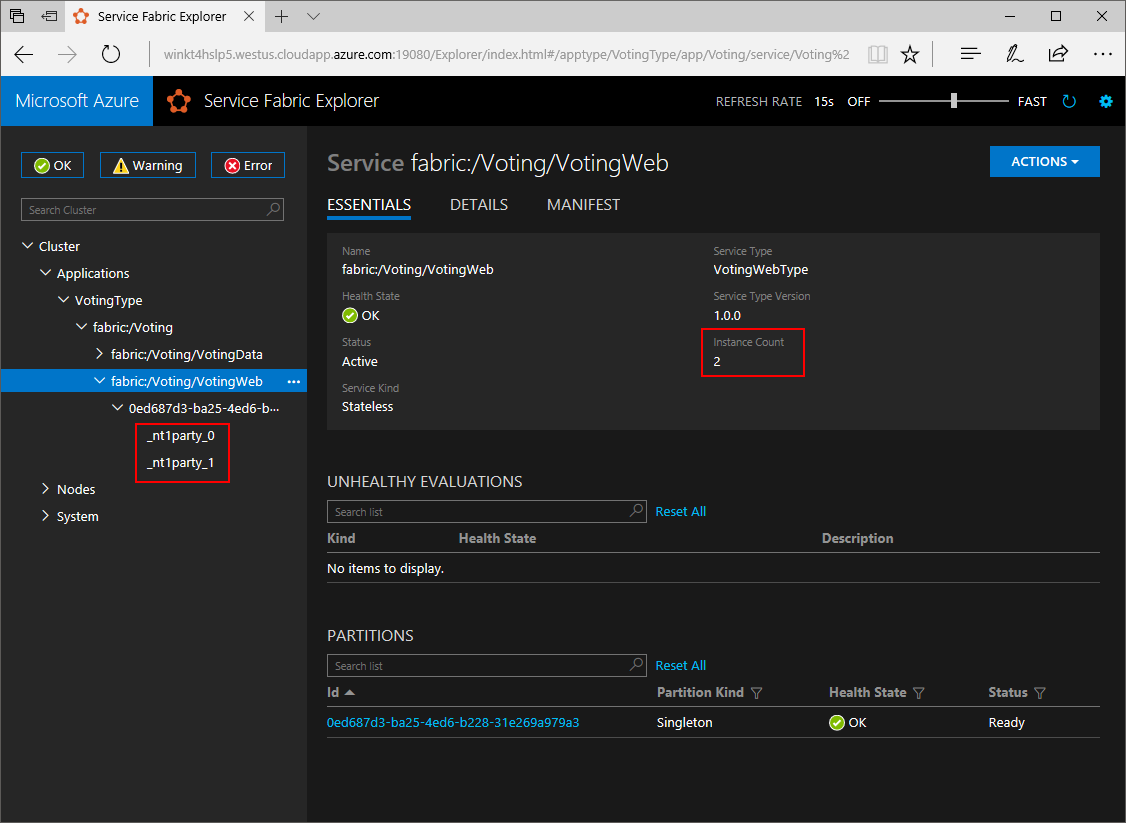 Service Fabric Explorer
winkt4hslp5.westus.cloudapp.azure.com:19080/Explorer/index.html#/apptype/VotingType/app/Voting/service/Voting%2
Microsoft Azure
Service Fabric Explorer
REFRESH RATE 15s OFF FAST
OK Warning Error
Search Cluster
Cluster
Applications
VotingType
fabric:/Voting
fabric:/Voting/VotingData
fabric:/Voting/VotingWeb ...
0ed687d3-ba25-4ed6-b...
_nt1party_0
_nt1party_1
Nodes
System
Service fabric:/Voting/VotingWeb
ACTIONS
ESSENTIALS DETAILS MANIFEST
Name
fabric:/Voting/VotingWeb
Health State
OK
Status
Active
Service Kind
Stateless
Service Type
VotingWebType
Service Type Version
1.0.0
Instance Count
2
UNHEALTHY EVALUATIONS
Search list Reset All
Kind Health State Description
No items to display.
PARTITIONS
Search list Reset All
Id Partition Kind Health State Status
0ed687d3-ba25-4ed6-b228-31e269a979a3 Singleton OK Ready